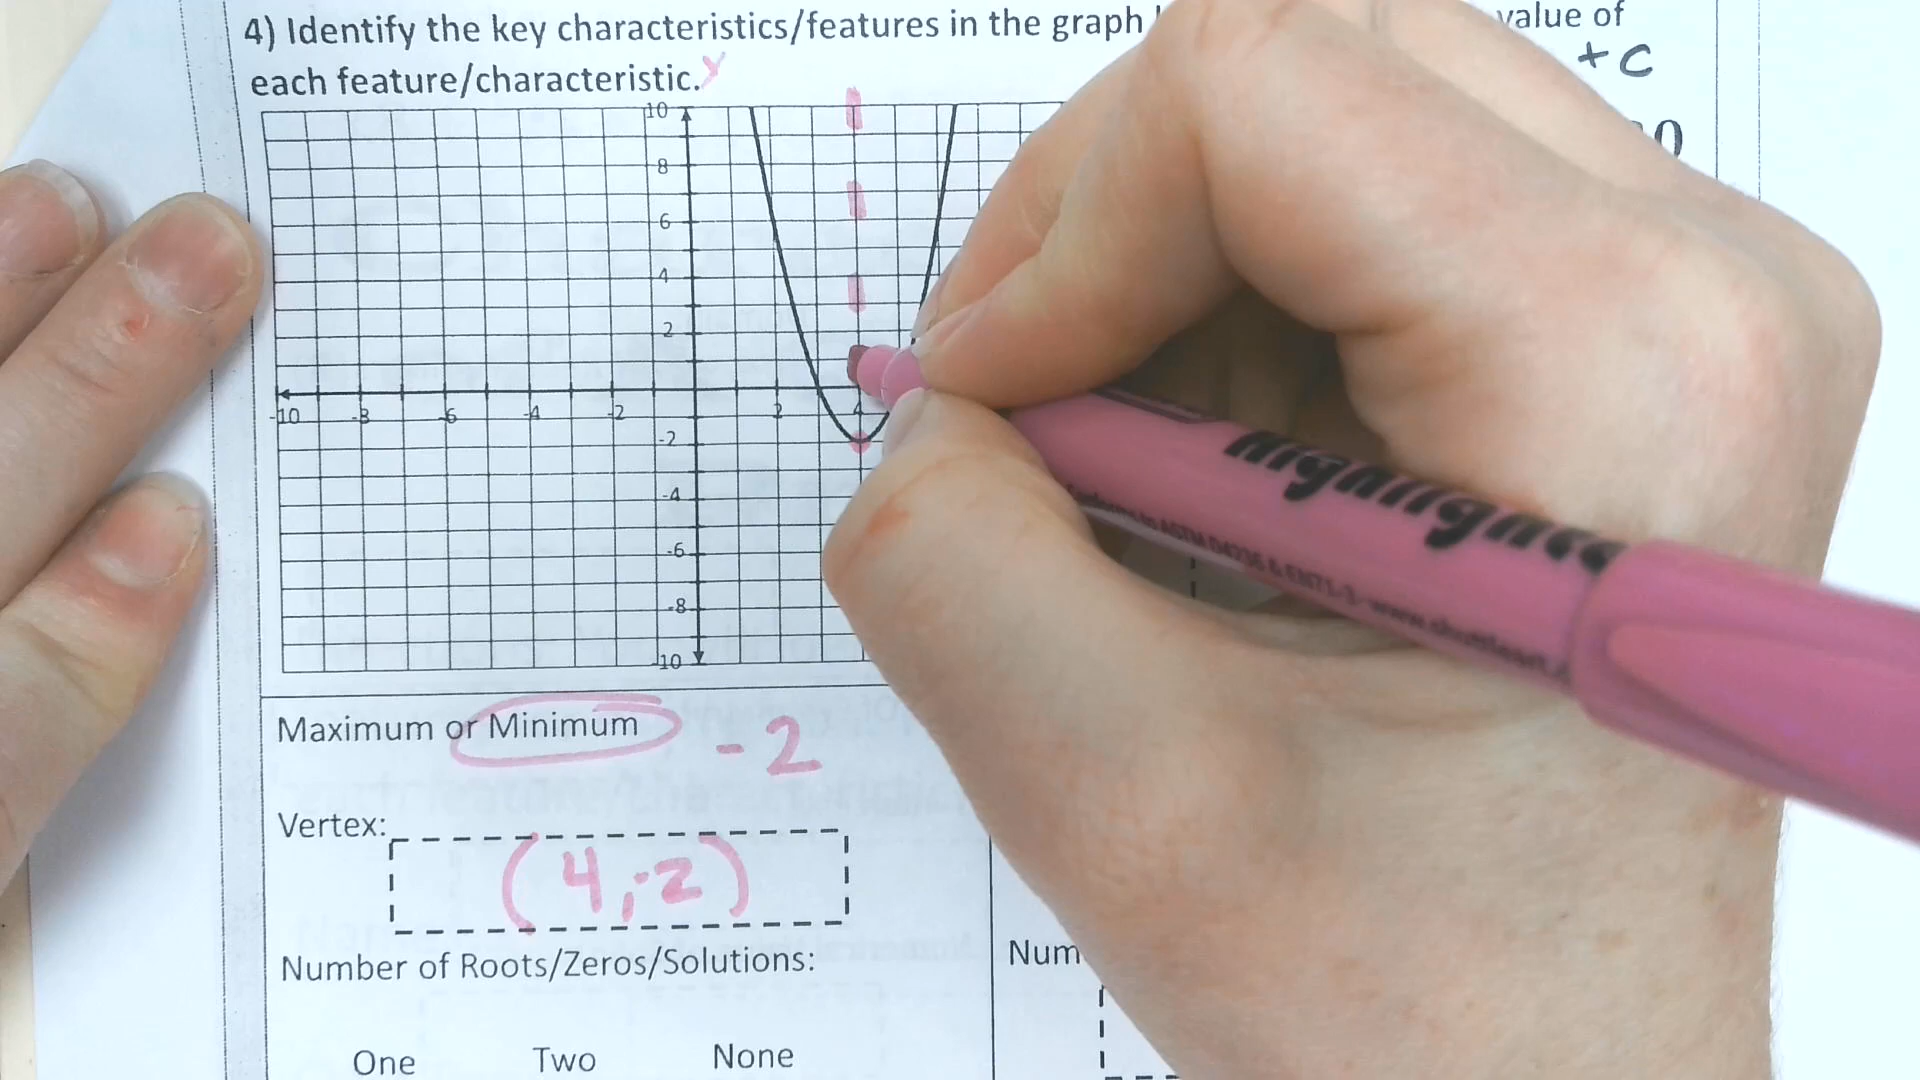 4) Identify the key characteristics/features in the graph
value of
each feature/characteristic.
+ C
10
8
6
4
2
-10 -8 -6 -4 -2 2 4
-2
-4
-6
-8
-10
Highlighte
Maximum or Minimum -2
Vertex:
(4,-2)
Number of Roots/Zeros/Solutions:
Num
One Two None